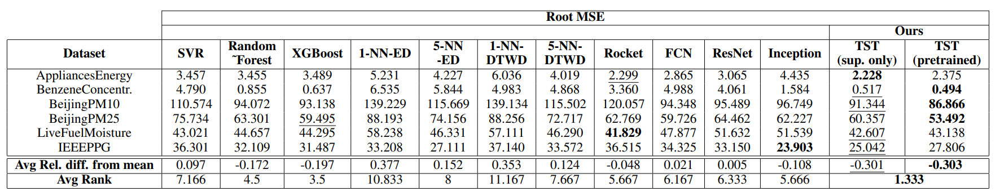 Root MSE
Ours
Dataset SVR Random ˜Forest XGBoost 1-NN-ED 5-NN -ED 1-NN- DTWD 5-NN- DTWD Rocket FCN ResNet Inception TST (sup. only) TST (pretrained)
AppliancesEnergy 3.457 3.455 3.489 5.231 4.227 6.036 4.019 2.299 2.865 3.065 4.435 2.228 2.375
BenzeneConcentr. 4.790 0.855 0.637 6.535 5.844 4.983 4.868 3.360 4.988 4.061 1.584 0.517 0.494
BeijingPM10 110.574 94.072 93.138 139.229 115.669 139.134 115.502 120.057 94.348 95.489 96.749 91.344 86.866
BeijingPM25 75.734 63.301 59.495 88.193 74.156 88.256 72.717 62.769 59.726 64.462 62.227 60.357 53.492
LiveFuelMoisture 43.021 44.657 44.295 58.238 46.331 57.111 46.290 41.829 47.877 51.632 51.539 42.607 43.138
IEEEPPG 36.301 32.109 31.487 33.208 27.111 37.140 33.572 36.515 34.325 33.150 23.903 25.042 27.806
Avg Rel. diff. from mean 0.097 -0.172 -0.197 0.377 0.152 0.353 0.124 -0.048 0.021 0.005 -0.108 -0.301 -0.303
Avg Rank 7.166 4.5 3.5 10.833 8 11.167 7.667 5.667 6.167 6.333 5.666 1.333